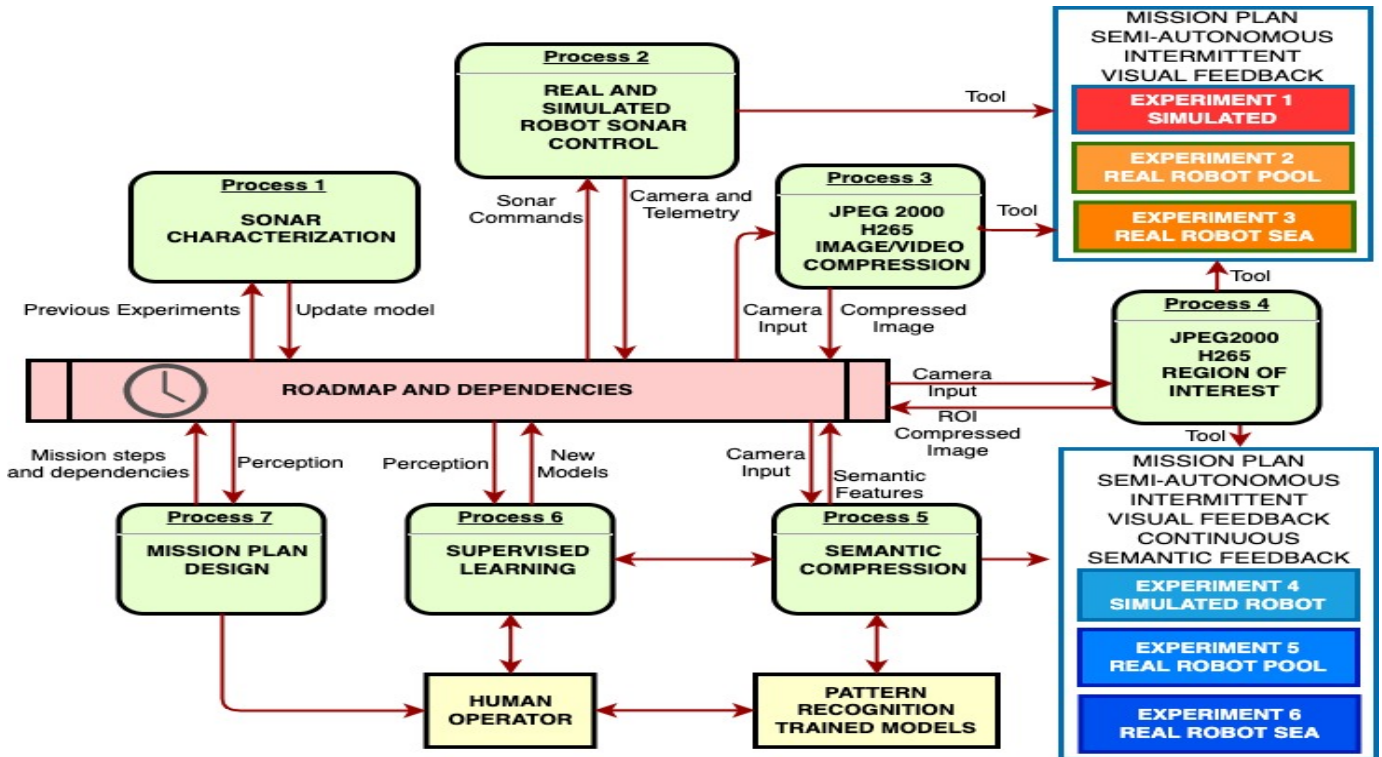 Process 2
REAL AND
SIMULATED
ROBOT SONAR
CONTROL
Tool
MISSION PLAN
SEMI-AUTONOMOUS
INTERMITTENT
VISUAL FEEDBACK
EXPERIMENT 1
SIMULATED
EXPERIMENT 2
REAL ROBOT POOL
EXPERIMENT 3
REAL ROBOT SEA
Process 1
SONAR
CHARACTERIZATION
Sonar
Commands
Camera and
Telemetry
Process 3
JPEG 2000
H265
IMAGE/VIDEO
COMPRESSION
Tool
Tool
Previous Experiments
Update model
Camera
Input
Compressed
Image
Process 4
JPEG2000
H265
REGION OF
INTEREST
ROADMAP AND DEPENDENCIES
Camera
Input
ROI
Compressed
Image
Tool
Mission steps
and dependencies
Perception
Perception
New
Models
Camera
Input
Semantic
Features
Process 7
MISSION PLAN
DESIGN
Process 6
SUPERVISED
LEARNING
Process 5
SEMANTIC
COMPRESSION
MISSION PLAN
SEMI-AUTONOMOUS
INTERMITTENT
VISUAL FEEDBACK
CONTINUOUS
SEMANTIC FEEDBACK
EXPERIMENT 4
SIMULATED ROBOT
EXPERIMENT 5
REAL ROBOT POOL
EXPERIMENT 6
REAL ROBOT SEA
HUMAN
OPERATOR
PATTERN
RECOGNITION
TRAINED MODELS